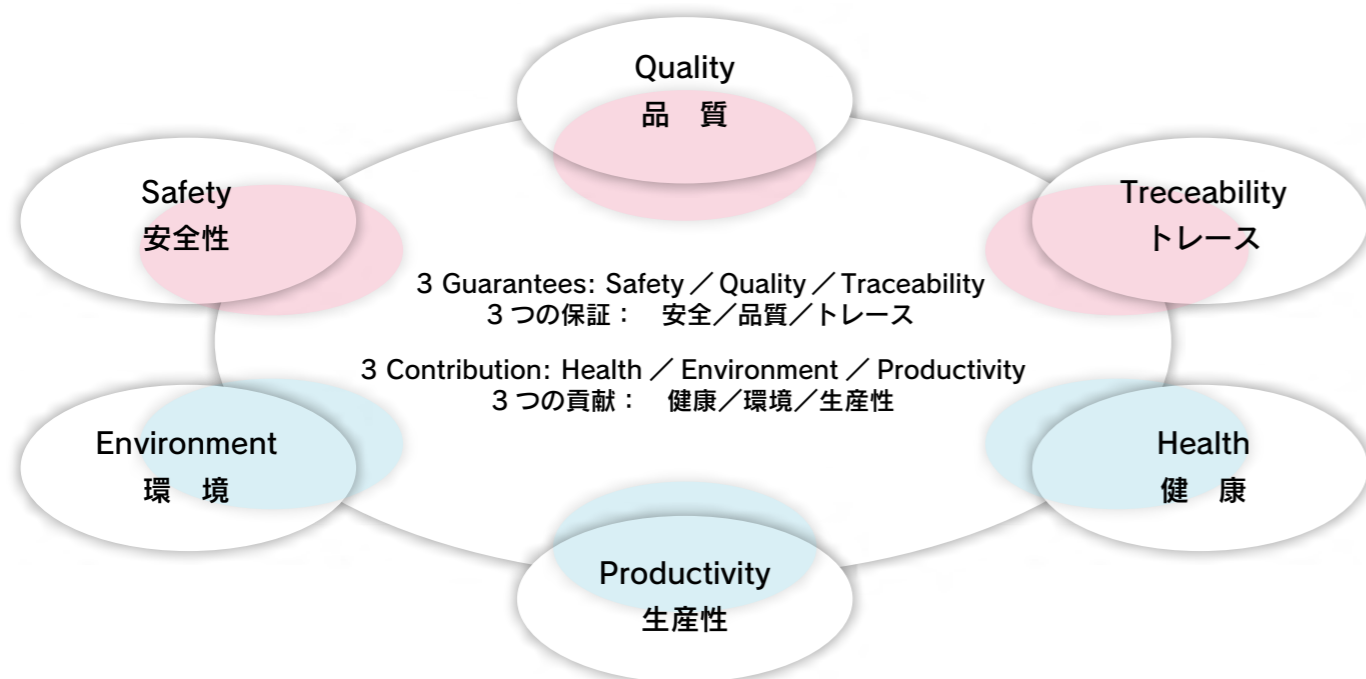 Quality
品　質
Safety
安全性
Treceability
トレース
3 Guarantees: Safety／Quality／Traceability
3つの保証：　安全／品質／トレース
3 Contribution: Health ／ Environment ／ Productivity
3つの貢献：　健康／環境／生産性
Environment
環　境
Health
健　康
Productivity
生産性